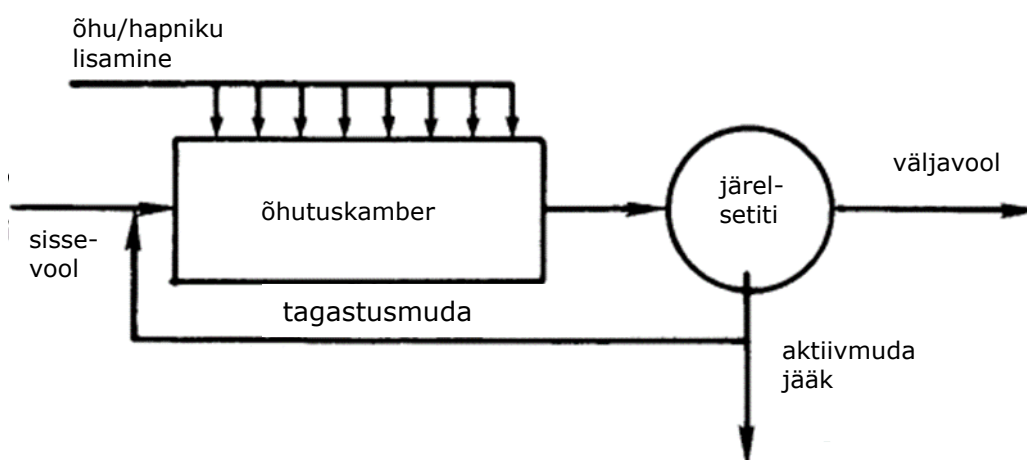 õhu/hapniku
lisamine
õhutuskamber
järel-
setiti
väljavool
sisse-
vool
tagastusmuda
aktiivmuda
jääk